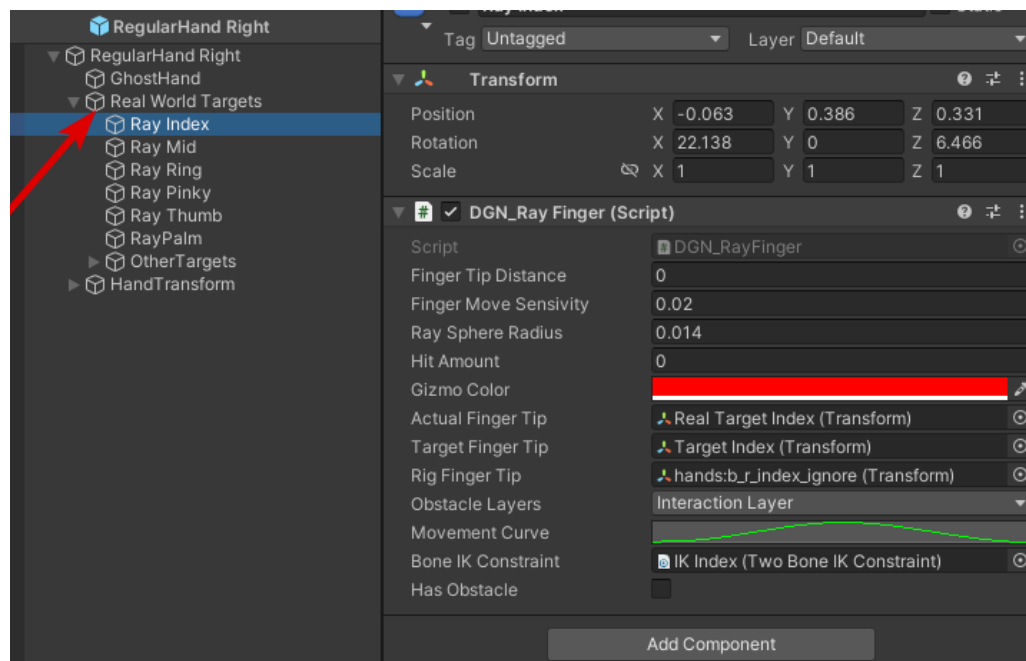 RegularHand Right
RegularHand Right
GhostHand
Real World Targets
Ray Index
Ray Mid
Ray Ring
Ray Pinky
Ray Thumb
RayPalm
OtherTargets
HandTransform
Tag Untagged Layer Default
Transform
Position X -0.063 Y 0.386 Z 0.331
Rotation X 22.138 Y 0 Z 6.466
Scale X 1 Y 1 Z 1
# DGN_Ray Finger (Script)
Script DGN_RayFinger
Finger Tip Distance 0
Finger Move Sensivity 0.02
Ray Sphere Radius 0.014
Hit Amount 0
Gizmo Color
Actual Finger Tip Real Target Index (Transform)
Target Finger Tip Target Index (Transform)
Rig Finger Tip hands:b_r_index_ignore (Transform)
Obstacle Layers Interaction Layer
Movement Curve
Bone IK Constraint IK Index (Two Bone IK Constraint)
Has Obstacle
Add Component